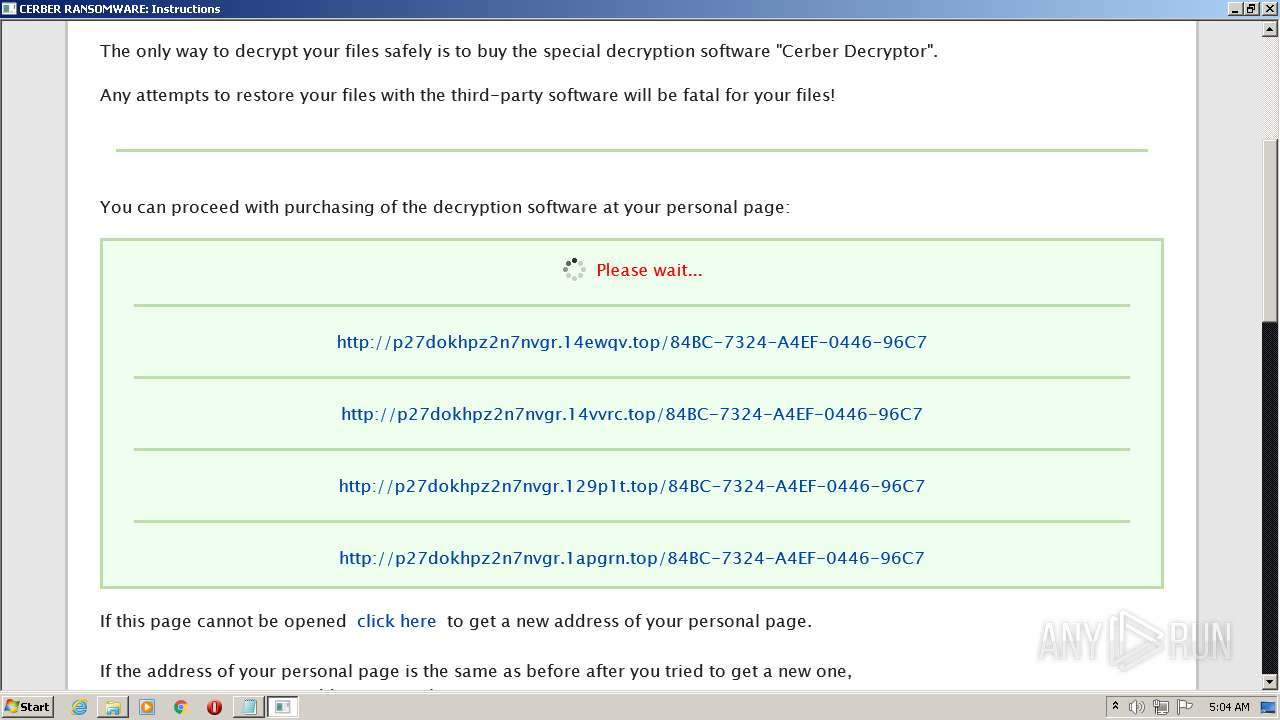 CERBER RANSOMWARE: Instructions
The only way to decrypt your files safely is to buy the special decryption software "Cerber Decryptor".
Any attempts to restore your files with the third-party software will be fatal for your files!
You can proceed with purchasing of the decryption software at your personal page:
Please wait...
http://p27dokhpz2n7nvgr.14ewqv.top/84BC-7324-A4EF-0446-96C7
http://p27dokhpz2n7nvgr.14vvrc.top/84BC-7324-A4EF-0446-96C7
http://p27dokhpz2n7nvgr.129p1t.top/84BC-7324-A4EF-0446-96C7
http://p27dokhpz2n7nvgr.1apgrn.top/84BC-7324-A4EF-0446-96C7
If this page cannot be opened click here to get a new address of your personal page.
If the address of your personal page is the same as before after you tried to get a new one,
ANY RUN
Start
5:04 AM